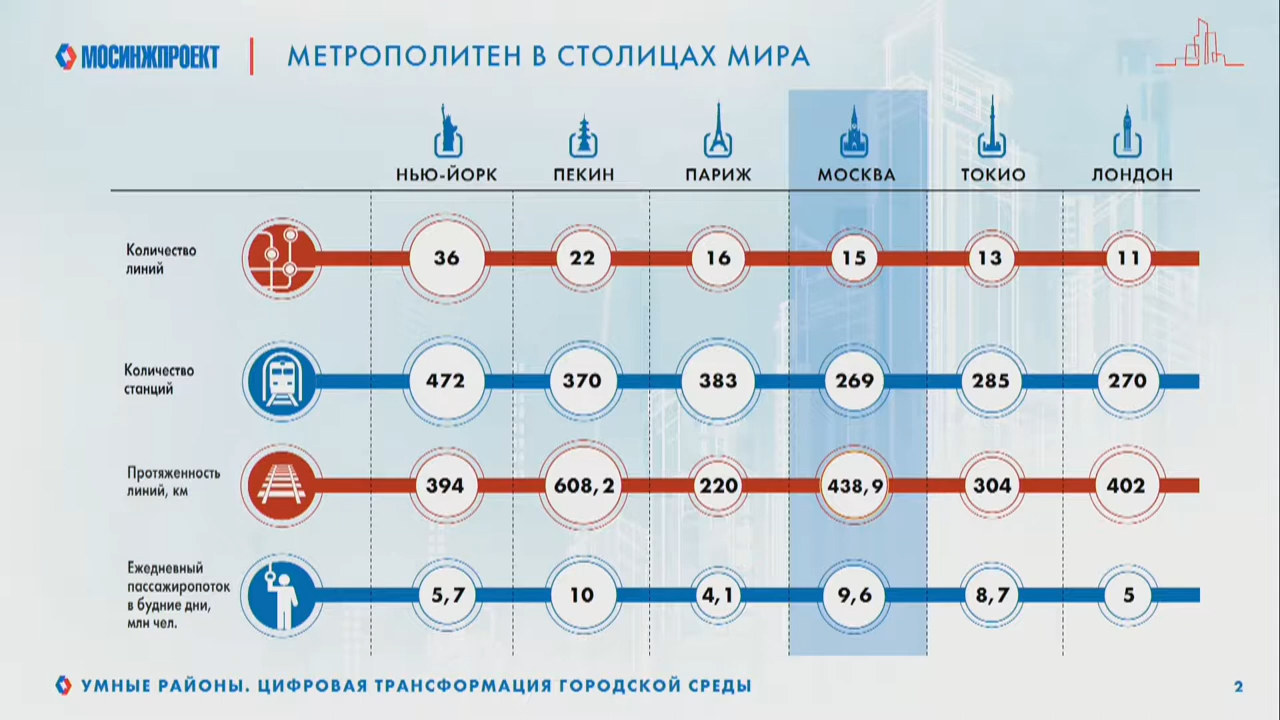 МОСИНЖПРОЕКТ
МЕТРОПОЛИТЕН В СТОЛИЦАХ МИРА
НЬЮ-ЙОРК ПЕКИН ПАРИЖ МОСКВА ТОКИО ЛОНДОН
Количество
линий
36 22 16 15 13 11
Количество
станций
472 370 383 269 285 270
Протяженность
линий, км
394 608,2 220 438,9 304 402
Ежедневный
пассажиропоток
в будние дни,
млн чел.
5,7 10 4,1 9,6 8,7 5
УМНЫЕ РАЙОНЫ. ЦИФРОВАЯ ТРАНСФОРМАЦИЯ ГОРОДСКОЙ СРЕДЫ
2